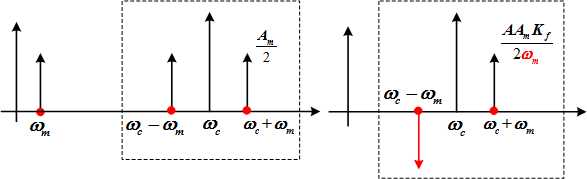 A_m/2
ω_m ω_c − ω_m ω_c ω_c + ω_m
AA_mK_f/2ω_m
ω_c − ω_m
ω_c ω_c + ω_m